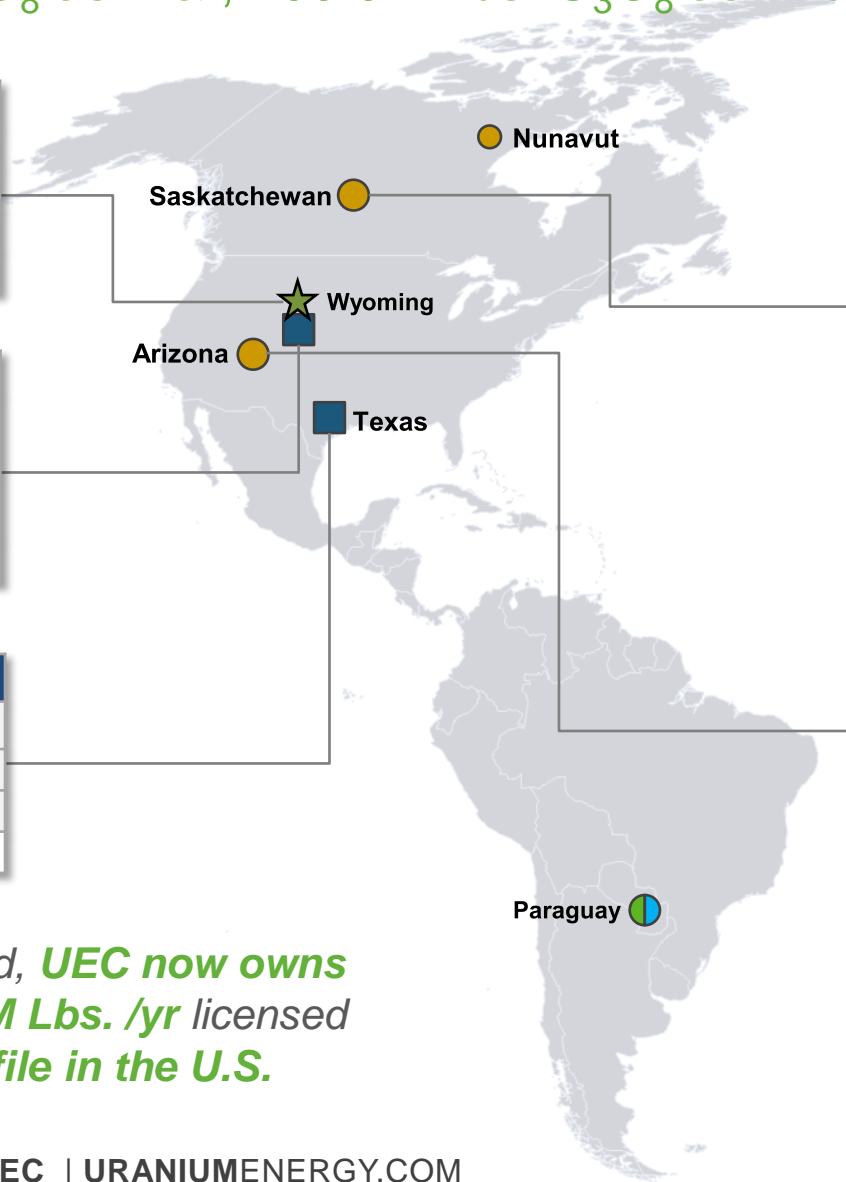 Nunavut
Saskatchewan
Wyoming
Arizona
Texas
Paraguay
d, UEC now owns
M Lbs. /yr licensed
file in the U.S.
EC | URANIUMENERGY.COM